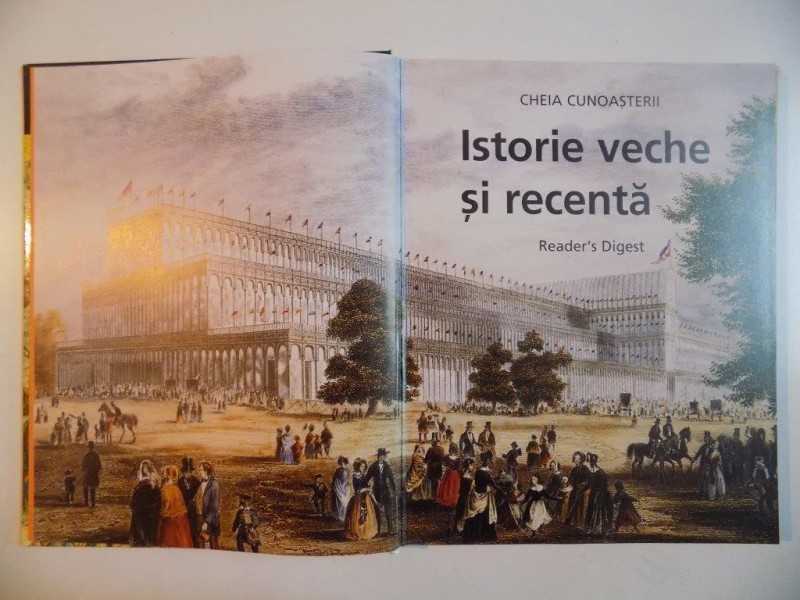 CHEIA CUNOAȘTERII
Istorie veche
și recentă
Reader's Digest